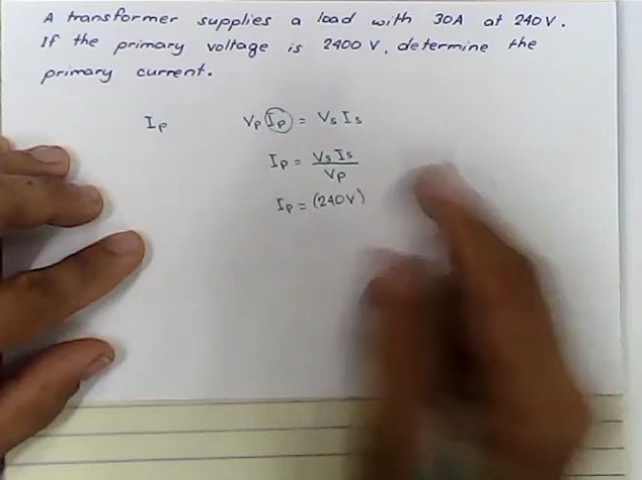 A transformer supplies a load with 30A at 240V.
If the primary voltage is 2400 V, determine the
primary current.
Ip Vp Ip = Vs Is
Ip = Vs Is / Vp
Ip = (240V)